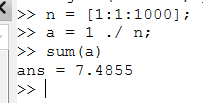 >> n = [1:1:1000];
>> a = 1 ./ n;
>> sum(a)
ans = 7.4855
>>